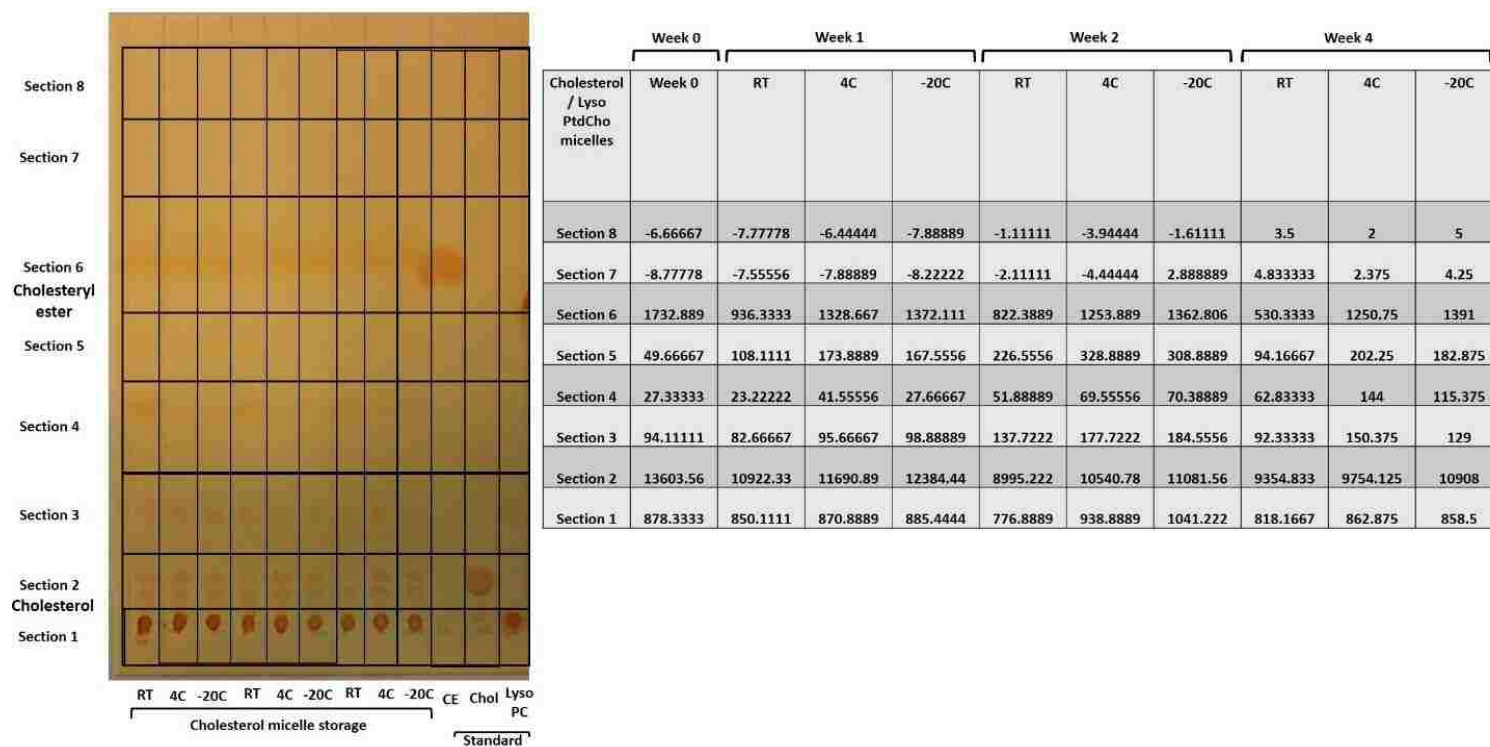 Section 8
Section 7
Section 6
Cholesteryl
ester
Section 5
Section 4
Section 3
Section 2
Cholesterol
Section 1
RT 4C -20C RT 4C -20C RT 4C -20C CE Chol Lyso
PC
Cholesterol micelle storage
Standard
Week 0 Week 1 Week 2 Week 4
Cholesterol Week 0 RT 4C -20C RT 4C -20C RT 4C -20C
/ Lyso
PtdCho
micelles
Section 8 -6.66667 -7.77778 -6.44444 -7.88889 -1.11111 -3.94444 -1.61111 3.5 2 5
Section 7 -8.77778 -7.55556 -7.88889 -8.22222 -2.11111 -4.44444 2.888889 4.833333 2.375 4.25
Section 6 1732.889 936.3333 1328.667 1372.111 822.3889 1253.889 1362.806 530.3333 1250.75 1391
Section 5 49.66667 108.1111 173.8889 167.5556 226.5556 328.8889 308.8889 94.16667 202.25 182.875
Section 4 27.33333 23.22222 41.55556 27.66667 51.88889 69.55556 70.38889 62.83333 144 115.375
Section 3 94.11111 82.66667 95.66667 98.88889 137.7222 177.7222 184.5556 92.33333 150.375 129
Section 2 13603.56 10922.33 11690.89 12384.44 8995.222 10540.78 11081.56 9354.833 9754.125 10908
Section 1 878.3333 850.1111 870.8889 885.4444 776.8889 938.8889 1041.222 818.1667 862.875 858.5